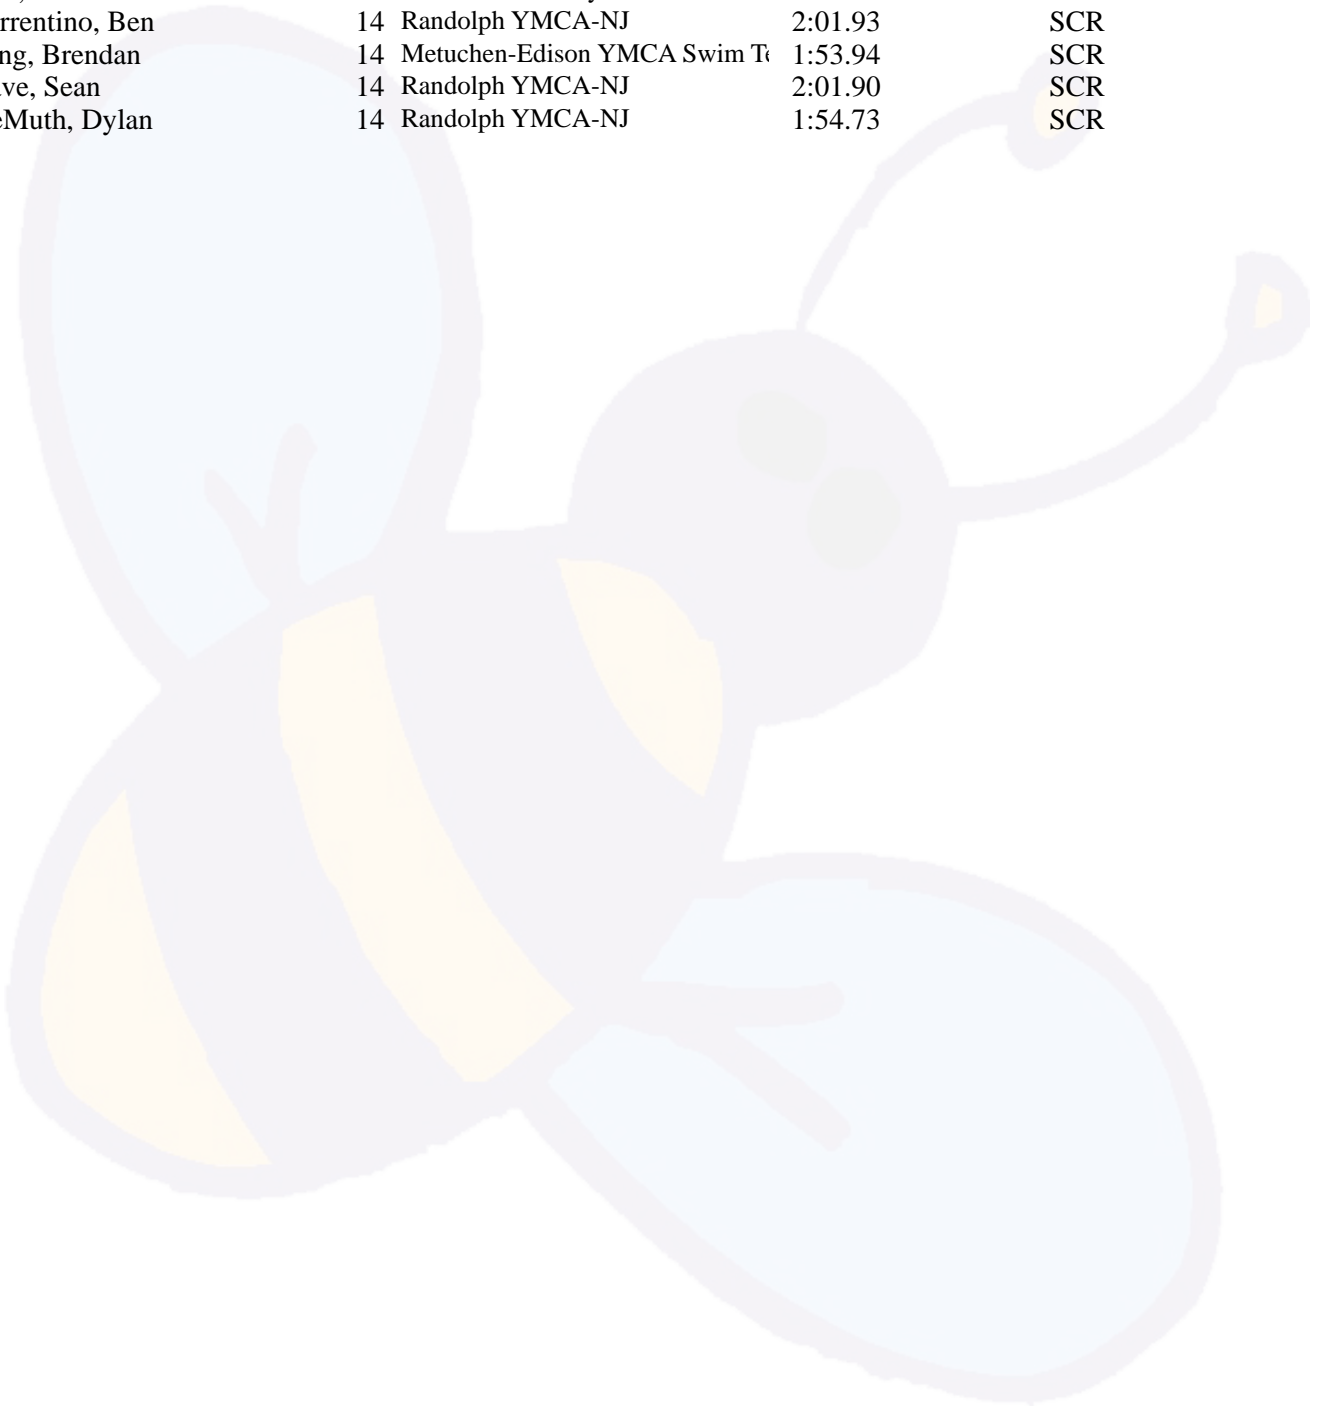 rrentino, Ben 14 Randolph YMCA-NJ 2:01.93 SCR
ng, Brendan 14 Metuchen-Edison YMCA Swim Te 1:53.94 SCR
ve, Sean 14 Randolph YMCA-NJ 2:01.90 SCR
eMuth, Dylan 14 Randolph YMCA-NJ 1:54.73 SCR